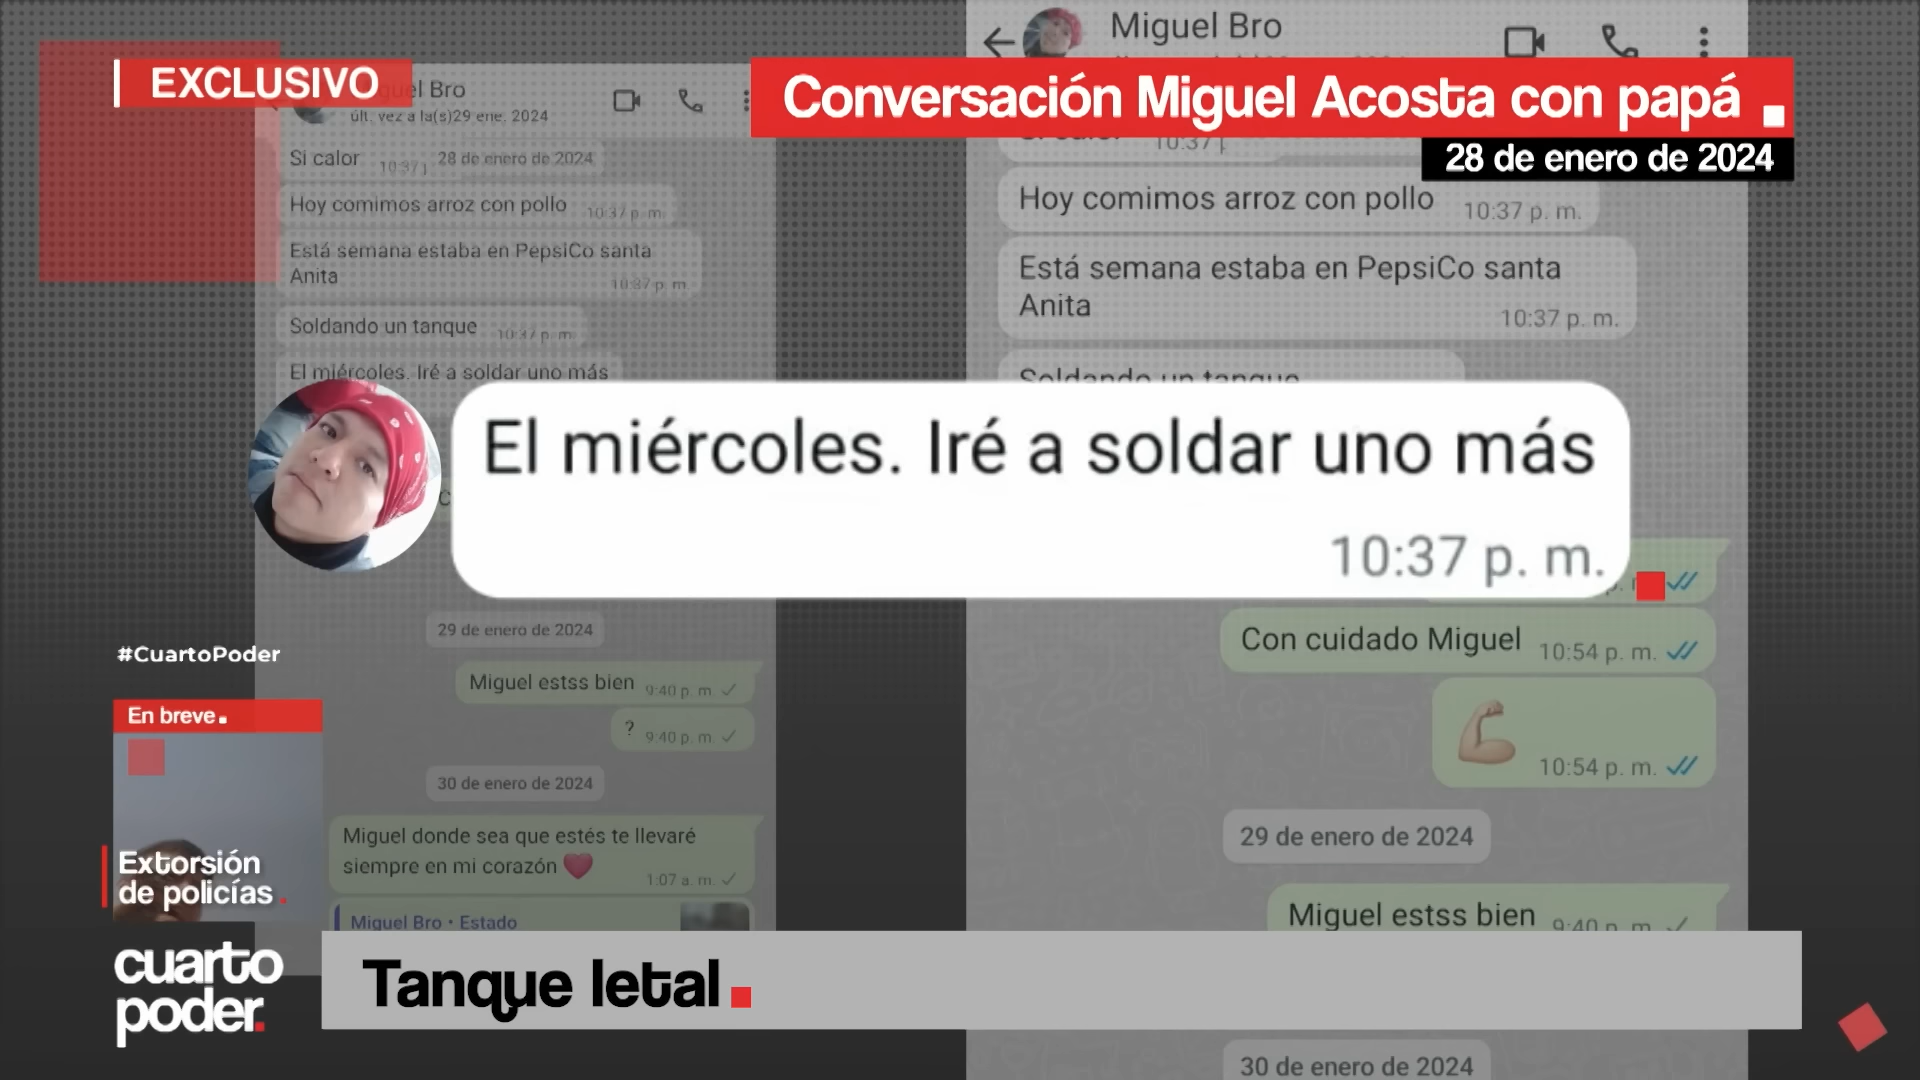 EXCLUSIVO
Conversación Miguel Acosta con papá
28 de enero de 2024
Bro
últ. vez a la(s)29 ene. 2024
28 de enero de 2024
Si calor
Hoy comimos arroz con pollo 10:37 p. m.
Está semana estaba en PepsiCo santa
Anita
10:37 p. m.
Soldando un tanque 10:37 p. m.
El miércoles. Iré a soldar uno más
29 de enero de 2024
Miguel estss bien 9:40 p. m.
? 9:40 p. m.
30 de enero de 2024
Miguel donde sea que estés te llevaré
siempre en mi corazón ❤️
1:07 a. m.
Miguel Bro • Estado
Miguel Bro
Hoy comimos arroz con pollo 10:37 p. m.
Está semana estaba en PepsiCo santa
Anita
10:37 p. m.
Soldando un tanque
El miércoles. Iré a soldar uno más
10:37 p. m.
Con cuidado Miguel 10:54 p. m.
💪🏼
10:54 p. m.
29 de enero de 2024
Miguel estss bien 9:40 p. m.
30 de enero de 2024
#CuartoPoder
En breve.
Extorsión
de policías.
cuarto
poder.
Tanque letal.